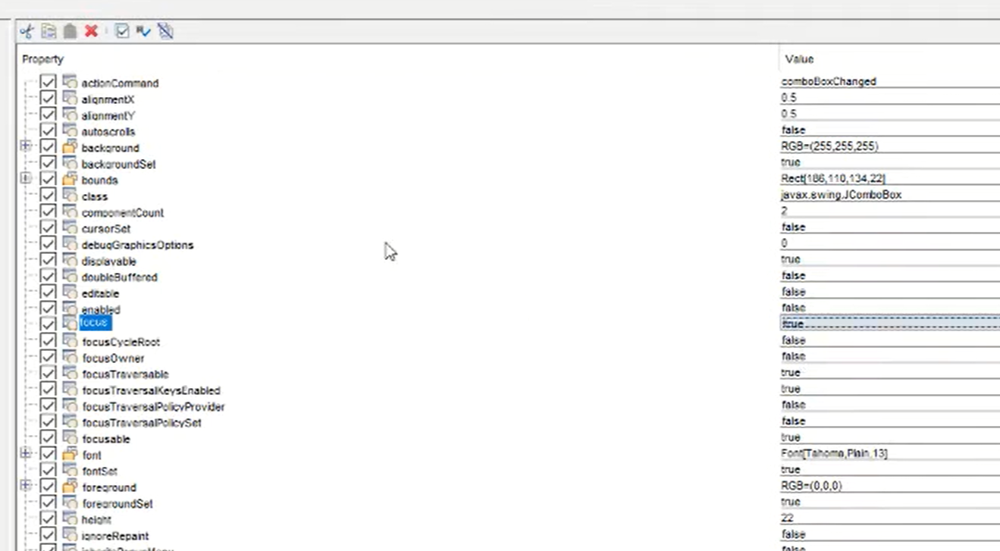 Property Value
actionCommand comboBoxChanged
alignmentX 0.5
alignmentY 0.5
autoscrolls false
background RGB=(255,255,255)
backgroundSet true
bounds Rect[186,110,134,22]
class javax.swing.JComboBox
componentCount 2
cursorSet false
debugGraphicsOptions 0
displayable true
doubleBuffered false
editable false
enabled false
focus true
focusCycleRoot false
focusOwner false
focusTraversable true
focusTraversalKeysEnabled true
focusTraversalPolicyProvider false
focusTraversalPolicySet false
focusable true
font Font[Tahoma,Plain,13]
fontSet true
foreground RGB=(0,0,0)
foregroundSet true
height 22
ignoreRepaint false